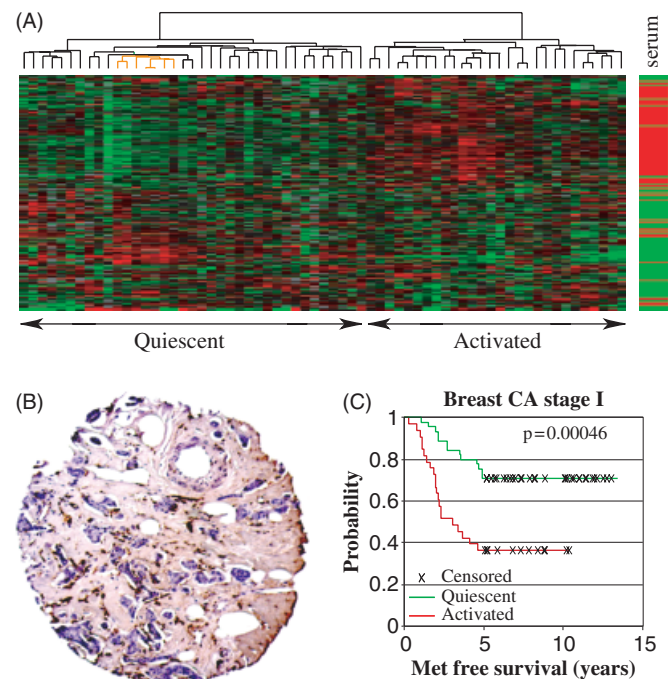 (A)
serum
Quiescent
Activated
(B)
(C)
Breast CA stage I
p=0.00046
Probability
1
0.8
0.6
0.4
0.2
0
Censored
Quiescent
Activated
0 5 10 15
Met free survival (years)